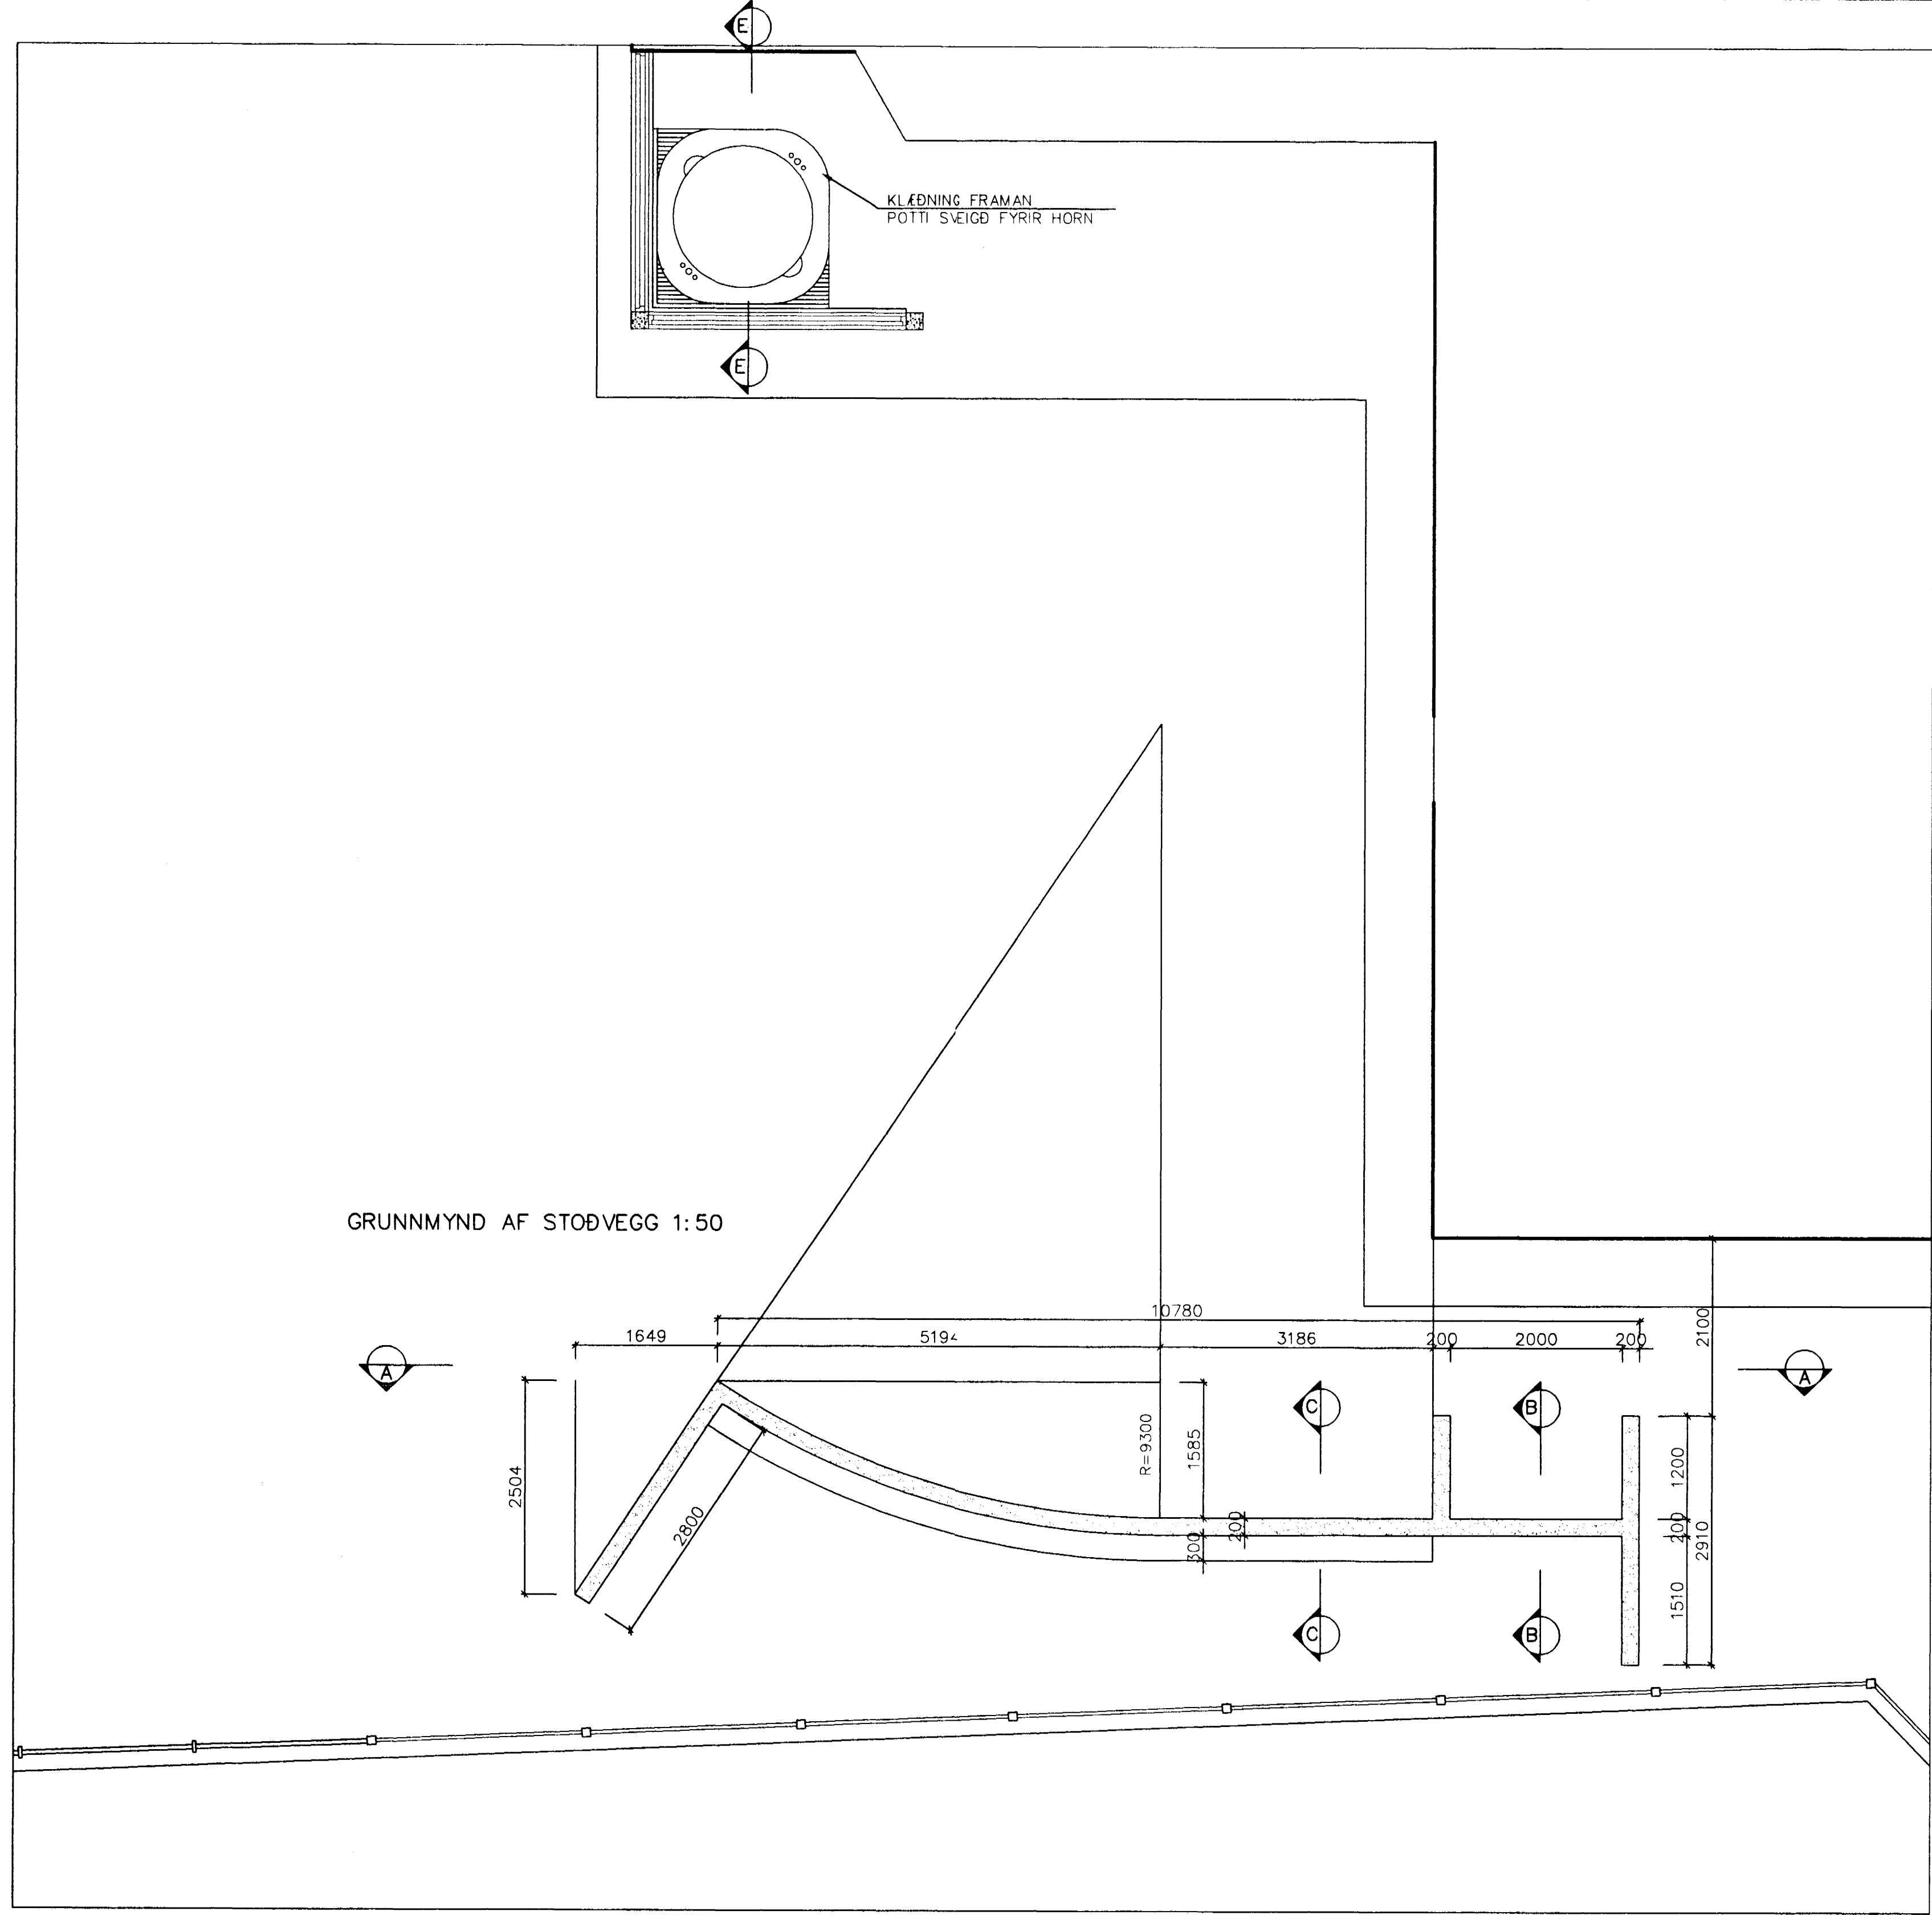 E
KLÆÐNING FRAMAN
POTTI SVEIGÐ FYRIR HORN
E
GRUNNMYND AF STOÐVEGG 1:50
10780
1649
5194
3186
200
2000
200
2100
A
A
C
B
2504
2800
R=9300
1585
300
200
1200
200
1510
2910
C
B